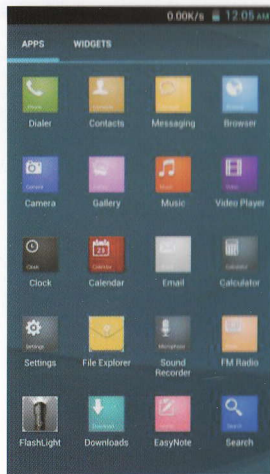 0.00K/s 12:05 AM
APPS WIDGETS
Dialer Contacts Messaging Browser
Camera Gallery Music Video Player
Clock Calendar Email Calculator
Settings File Explorer Sound Recorder FM Radio
FlashLight Downloads EasyNote Search